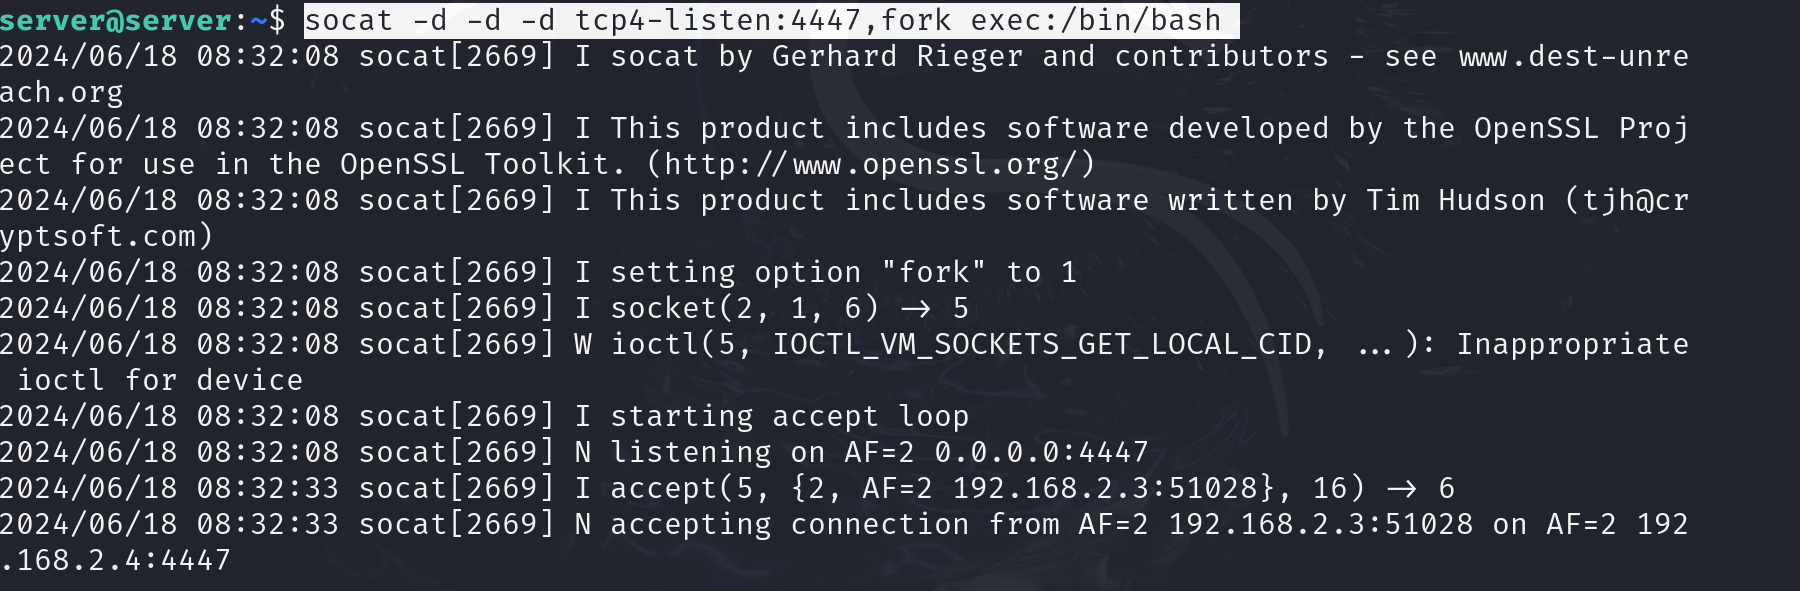 server@server:~$ socat -d -d -d tcp4-listen:4447,fork exec:/bin/bash
2024/06/18 08:32:08 socat[2669] I socat by Gerhard Rieger and contributors - see www.dest-unre
ach.org
2024/06/18 08:32:08 socat[2669] I This product includes software developed by the OpenSSL Proj
ect for use in the OpenSSL Toolkit. (http://www.openssl.org/)
2024/06/18 08:32:08 socat[2669] I This product includes software written by Tim Hudson (tjh@cr
yptsoft.com)
2024/06/18 08:32:08 socat[2669] I setting option "fork" to 1
2024/06/18 08:32:08 socat[2669] I socket(2, 1, 6) -> 5
2024/06/18 08:32:08 socat[2669] W ioctl(5, IOCTL_VM_SOCKETS_GET_LOCAL_CID, ...): Inappropriate
 ioctl for device
2024/06/18 08:32:08 socat[2669] I starting accept loop
2024/06/18 08:32:08 socat[2669] N listening on AF=2 0.0.0.0:4447
2024/06/18 08:32:33 socat[2669] I accept(5, {2, AF=2 192.168.2.3:51028}, 16) -> 6
2024/06/18 08:32:33 socat[2669] N accepting connection from AF=2 192.168.2.3:51028 on AF=2 192
.168.2.4:4447